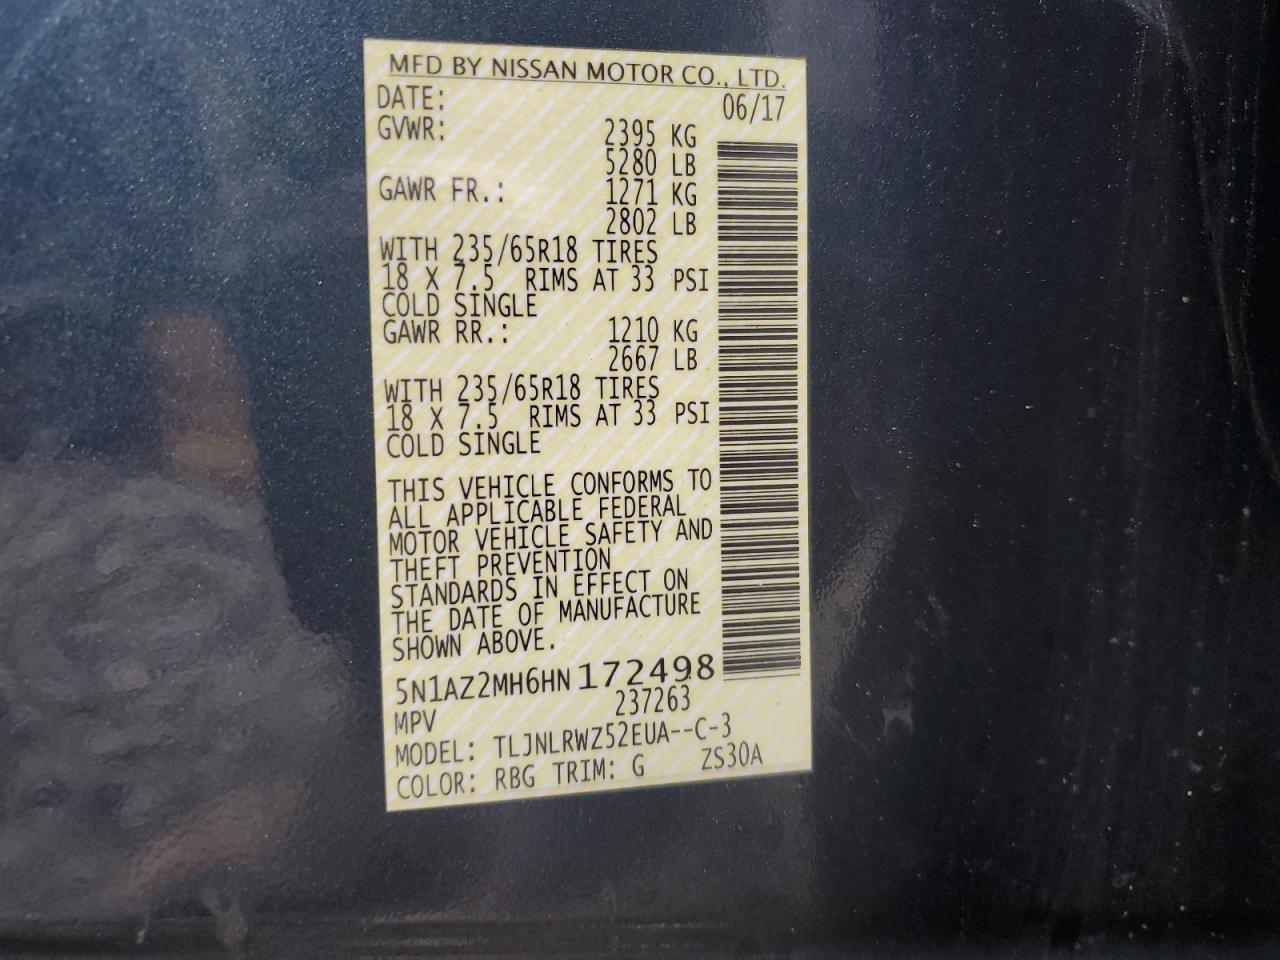 MFD BY NISSAN MOTOR CO., LTD.
DATE: 06/17
GVWR: 2395 KG
5280 LB
GAWR FR.: 1271 KG
2802 LB
WITH 235/65R18 TIRES
18 X 7.5 RIMS AT 33 PSI
COLD SINGLE
GAWR RR.: 1210 KG
2667 LB
WITH 235/65R18 TIRES
18 X 7.5 RIMS AT 33 PSI
COLD SINGLE
THIS VEHICLE CONFORMS TO
ALL APPLICABLE FEDERAL
MOTOR VEHICLE SAFETY AND
THEFT PREVENTION
STANDARDS IN EFFECT ON
THE DATE OF MANUFACTURE
SHOWN ABOVE.
5N1AZ2MH6HN172498
MPV 237263
MODEL: TLJNLRWZ52EUA--C-3
COLOR: RBG TRIM: G ZS30A